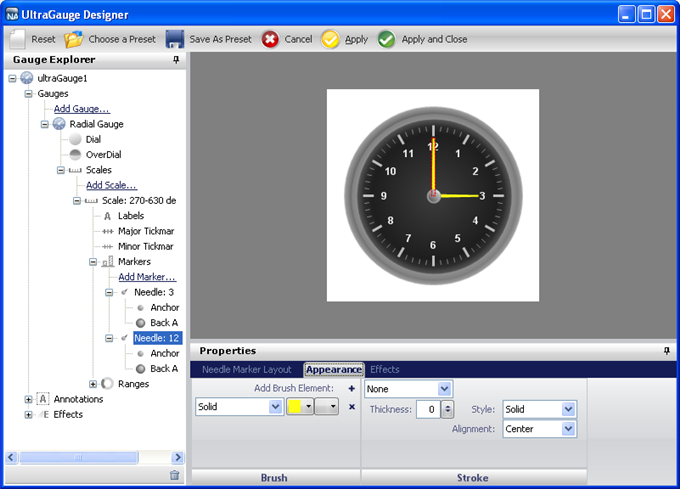 UltraGauge Designer
Reset Choose a Preset Save As Preset Cancel Apply Apply and Close
Gauge Explorer
ultraGauge1
Gauges
Add Gauge...
Radial Gauge
Dial
OverDial
Scales
Add Scale...
Scale: 270-630 de
Labels
Major Tickmar
Minor Tickmar
Markers
Add Marker...
Needle: 3
Anchor
Back A
Needle: 12
Anchor
Back A
Ranges
Annotations
Effects
12
1
2
3
4
5
6
7
8
9
10
11
Properties
Needle Marker Layout Appearance Effects
Add Brush Element:
Solid
Brush
None
Thickness: 0 Style: Solid
Alignment: Center
Stroke